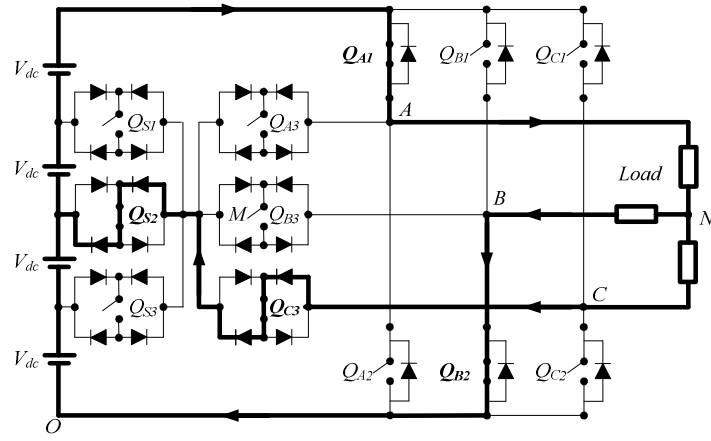 Q_A1 Q_B1 Q_C1
V_dc
Q_S1 Q_A3 A
V_dc
Load
Q_S2 M Q_B3 B N
V_dc
Q_S3 Q_C3 C
V_dc
Q_A2 Q_B2 Q_C2
O